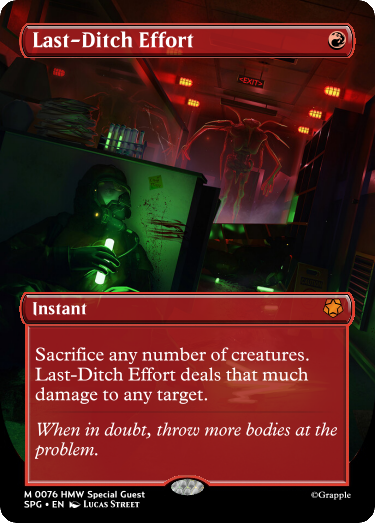 Last-Ditch Effort
<EXIT>
Instant
Sacrifice any number of creatures.
Last-Ditch Effort deals that much
damage to any target.
When in doubt, throw more bodies at the
problem.
M 0076 HMW Special Guest
SPG • EN Lucas Street
©Grapple